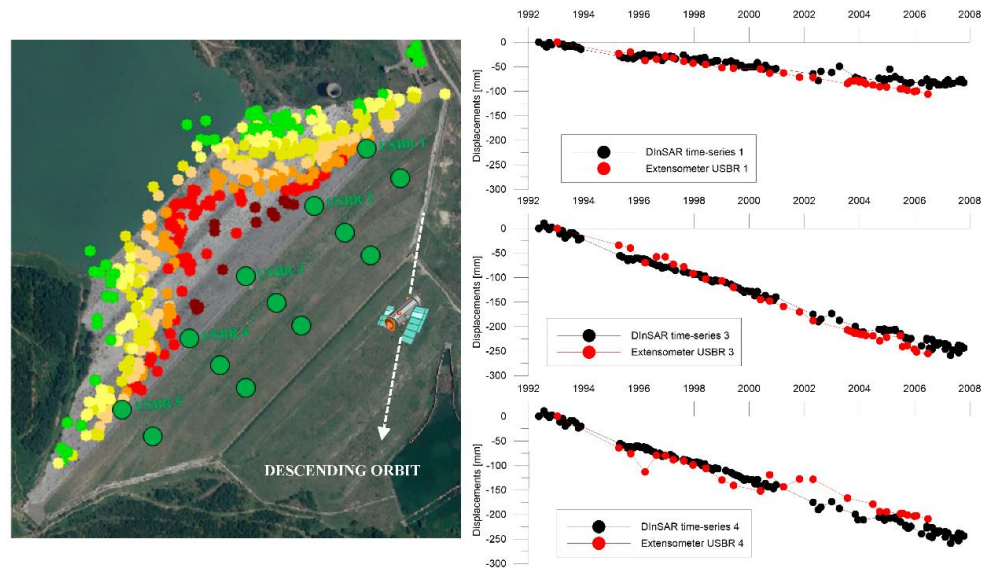 USBR 1
USBR 2
USBR 3
USBR 4
USBR 5
DESCENDING ORBIT
1992 1994 1996 1998 2000 2002 2004 2006 2008
0
-50
-100
-150
-200
-250
-300
Displacements [mm]
DInSAR time-series 1
Extensometer USBR 1
1992 1994 1996 1998 2000 2002 2004 2006 2008
0
-50
-100
-150
-200
-250
-300
Displacements [mm]
DInSAR time-series 3
Extensometer USBR 3
1992 1994 1996 1998 2000 2002 2004 2006 2008
0
-50
-100
-150
-200
-250
-300
Displacements [mm]
DInSAR time-series 4
Extensometer USBR 4